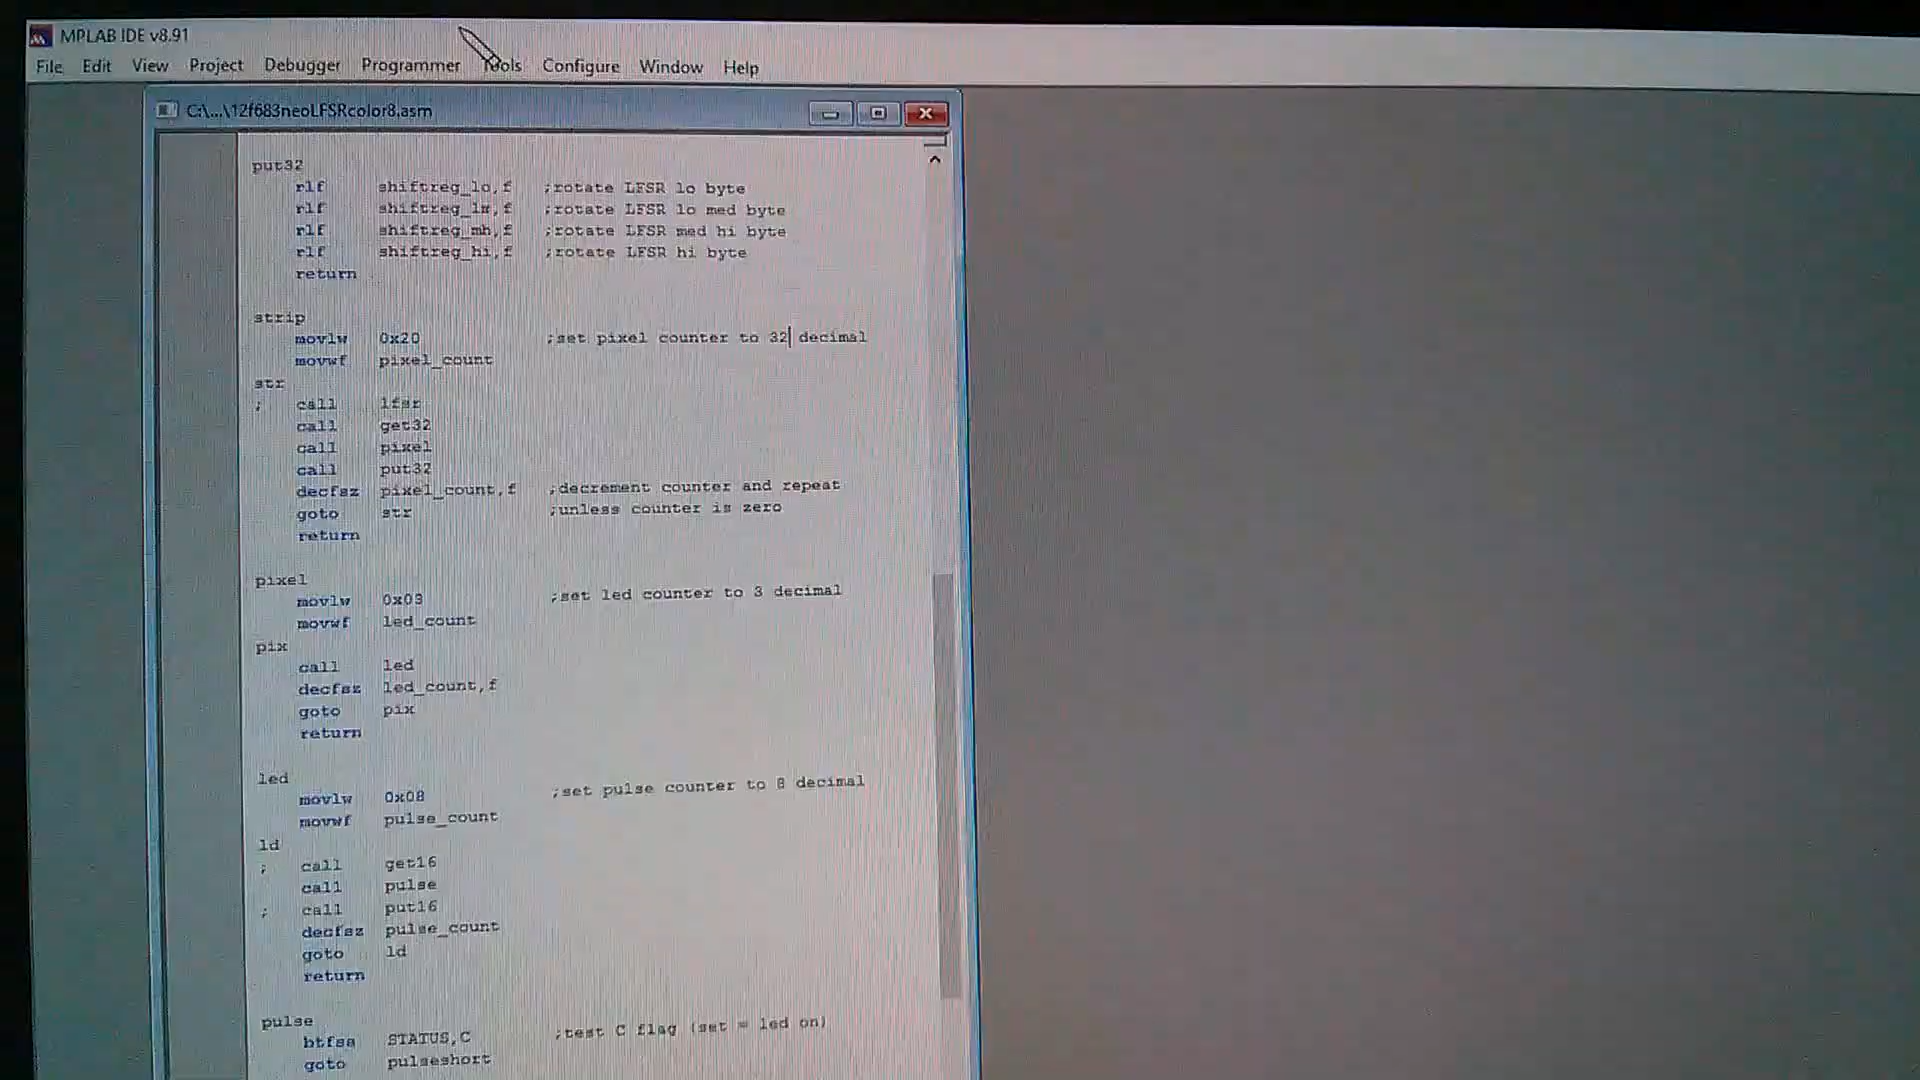 MPLAB IDE v8.91
File Edit View Project Debugger Programmer Tools Configure Window Help
C:\...\12f683neoLFSRcolor8.asm
put32
rlf shiftreg_lo,f ;rotate LFSR lo byte
rlf shiftreg_lm,f ;rotate LFSR lo med byte
rlf shiftreg_mh,f ;rotate LFSR med hi byte
rlf shiftreg_hi,f ;rotate LFSR hi byte
return
strip
movlw 0x20 ;set pixel counter to 32 decimal
movwf pixel_count
str
; call lfsr
call get32
call pixel
call put32
decfsz pixel_count,f ;decrement counter and repeat
goto str ;unless counter is zero
return
pixel
movlw 0x03 ;set led counter to 3 decimal
movwf led_count
pix
call led
decfsz led_count,f
goto pix
return
led
movlw 0x08 ;set pulse counter to 8 decimal
movwf pulse_count
ld
; call get16
call pulse
; call put16
decfsz pulse_count
goto ld
return
pulse
btfss STATUS,C ;test C flag (set = led on)
goto pulseshort